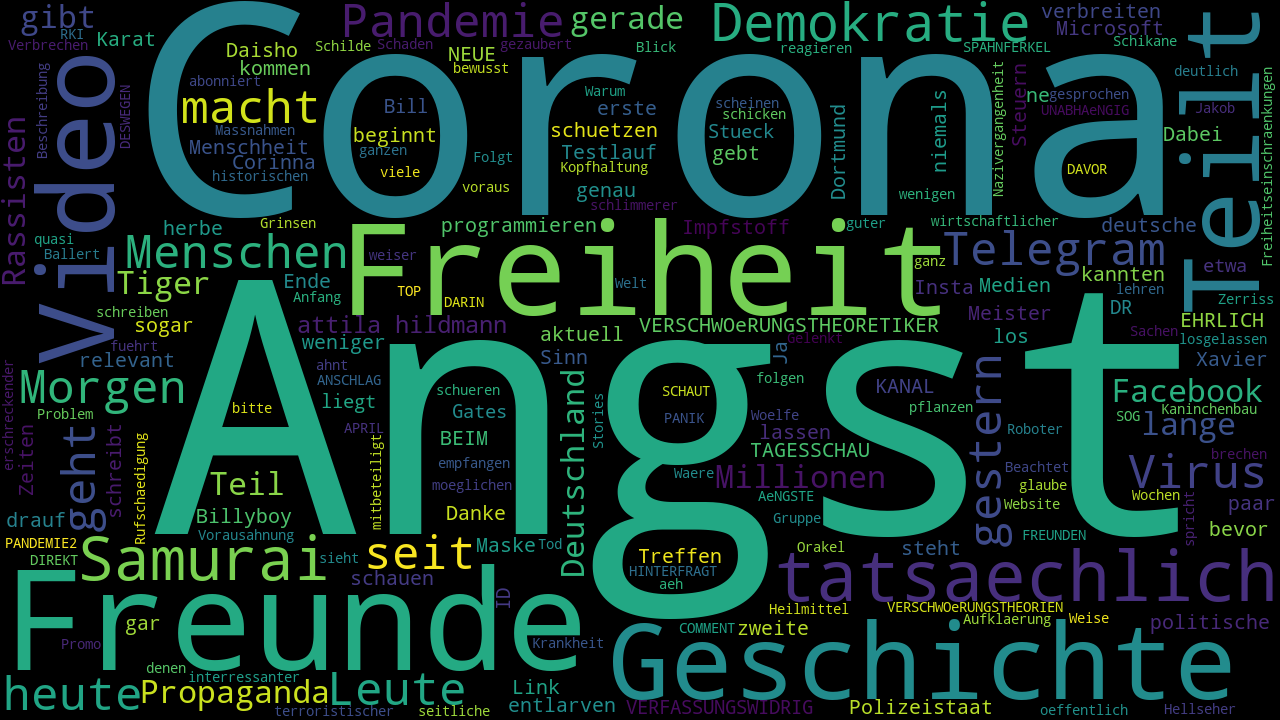 gibt
RKI
Verbrechen
Karat
Beschreibung
DESWEGEN
Video
Rassisten
Corona
Pandemie
gerade
Demokratie
verbreiten
Microsoft
Schikane
Teilt
Daisho
kommen
Schilde
Schaden
NEUE
gezaubert
bewusst
Blick
reagieren
SPAHNFERKEL
deutlich
abonniert
macht
Bill
Warum
erste
scheinen
schicken
ne
gesprochen
Jakob
Massnahmen
Menschheit
beginnt
schuetzen
Stueck
niemals
Nazivergangenheit
Steuern
UNABHAeNGIG
Freiheitseinschraenkungen
Corinna
historischen
ganzen
viele
Folgt
Testlauf
Kopfhaltung
gebt
Dortmund
Dabei
DAVOR
voraus
genau
schlimmerer
wenigen
Grinsen
herbe
programmieren
Impfstoff
guter
wirtschaftlicher
deutsche
quasi
Ballert
Menschen
Freiheit
weiser
TOP
DARIN
Welt
Telegram
ganz
etwa
Tiger
Ende
Anfang
Insta
Medien
kannten
lehren
DR
Zerriss
schreiben
sogar
attila hildmann
aktuell
VERSCHWOeRUNGSTHEORETIKER
Meister
EHRLICH
fuehrt
weniger
Gelenkt
los
Sachen
losgelassen
relevant
Sinn
Ja
Xavier
erschreckender
Morgen
ahnt
ANSCHLAG
Angst
schueren
SCHAUT
folgen
KANAL
Facebook
Problem
bitte
liegt
Gates
PANIK
Woelfe
pflanzen
SOG
Kaninchenbau
APRIL
BEIM
Deutschland
Stories
lassen
Roboter
lange
Zeiten
geht
schreibt
Rufschaedigung
mitbeteiligt
empfangen
TAGESSCHAU
gestern
brechen
Teil
moeglichen
Waere
Millionen
Beachtet
glaube
Virus
Billyboy
Danke
AeNGSTE
Website
Wochen
paar
drauf
Vorausahnung
Gruppe
FREUNDEN
spricht
bevor
PANDEMIE2
DIREKT
Samurai
sieht
seit
Maske
Tod
Treffen
Orakel
steht
schauen
ID
HINTERFRAGT
aeh
tatsaechlich
Freunde
Heilmittel
VERSCHWOeRUNGSTHEORIEN
gar
COMMENT
zweite
Aufklaerung
Weise
politische
Promo
Krankheit
Geschichte
denen
interressanter
heute
Propaganda
Leute
Link
entlarven
terroristischer
seitliche
VERFASSUNGSWIDRIG
Polizeistaat
oeffentlich
Hellseher